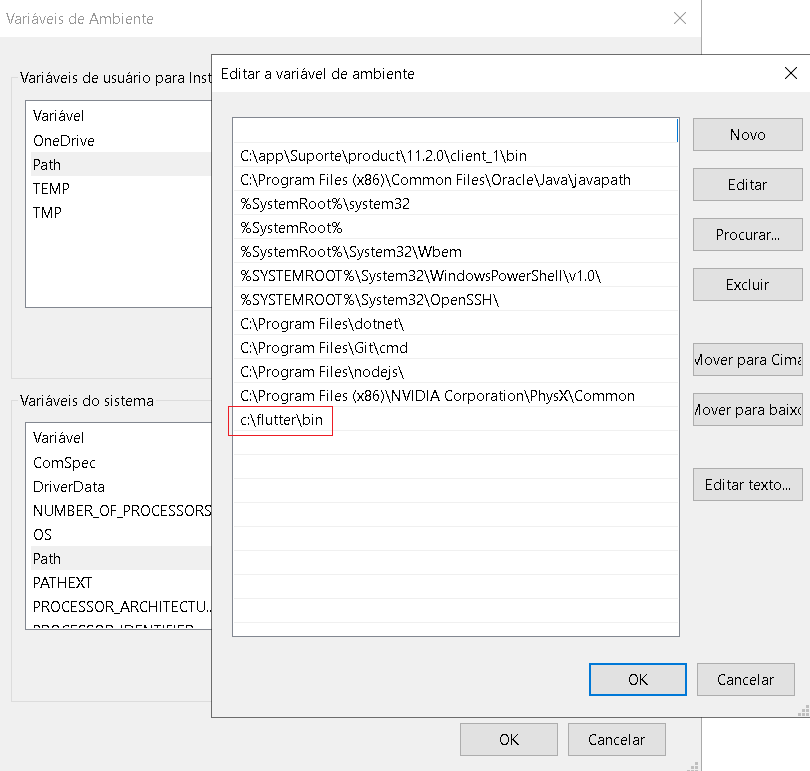 Variáveis de Ambiente
Editar a variável de ambiente
Variáveis de usuário para Inst
Variável
OneDrive
Path
TEMP
TMP
C:\app\Suporte\product\11.2.0\client_1\bin
C:\Program Files (x86)\Common Files\Oracle\Java\javapath
%SystemRoot%\system32
%SystemRoot%
%SystemRoot%\System32\Wbem
%SYSTEMROOT%\System32\WindowsPowerShell\v1.0\
%SYSTEMROOT%\System32\OpenSSH\
C:\Program Files\dotnet\
C:\Program Files\Git\cmd
C:\Program Files\nodejs\
C:\Program Files (x86)\NVIDIA Corporation\PhysX\Common
c:\flutter\bin
Novo
Editar
Procurar...
Excluir
Mover para Cima
Mover para baixo
Editar texto...
Variáveis do sistema
Variável
ComSpec
DriverData
NUMBER_OF_PROCESSORS
OS
Path
PATHEXT
PROCESSOR_ARCHITECTU...
PROCESSOR_IDENTIFIER
OK
Cancelar
OK
Cancelar